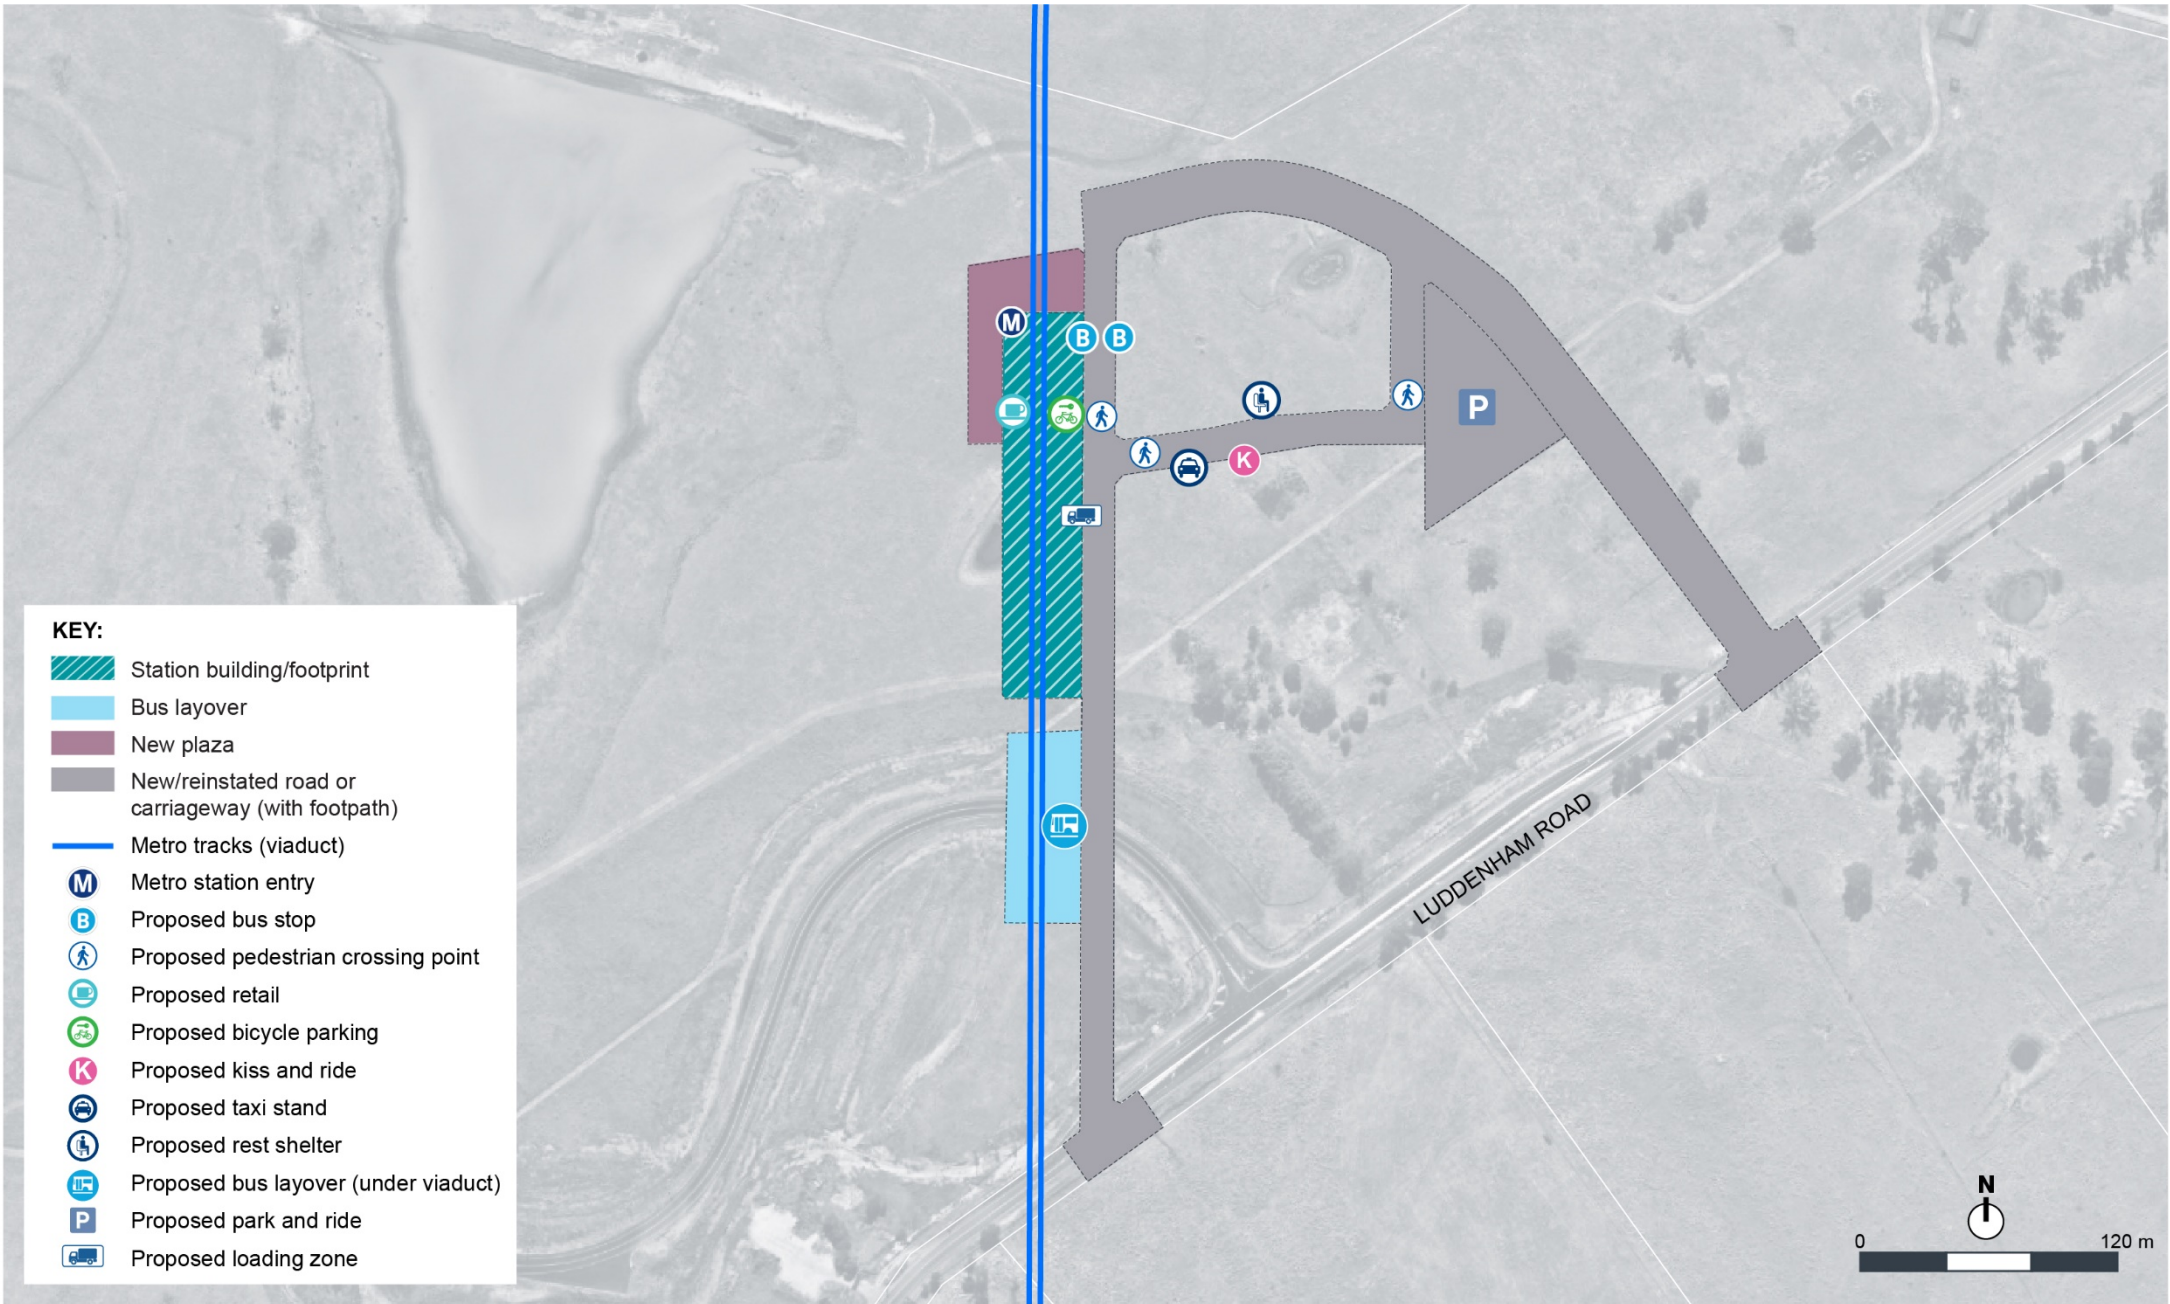 M
B B
P
K
LUDDENHAM ROAD
KEY:
Station building/footprint
Bus layover
New plaza
New/reinstated road or
carriageway (with footpath)
Metro tracks (viaduct)
M Metro station entry
B Proposed bus stop
Proposed pedestrian crossing point
Proposed retail
Proposed bicycle parking
K Proposed kiss and ride
Proposed taxi stand
Proposed rest shelter
Proposed bus layover (under viaduct)
P Proposed park and ride
Proposed loading zone
N
0 120 m